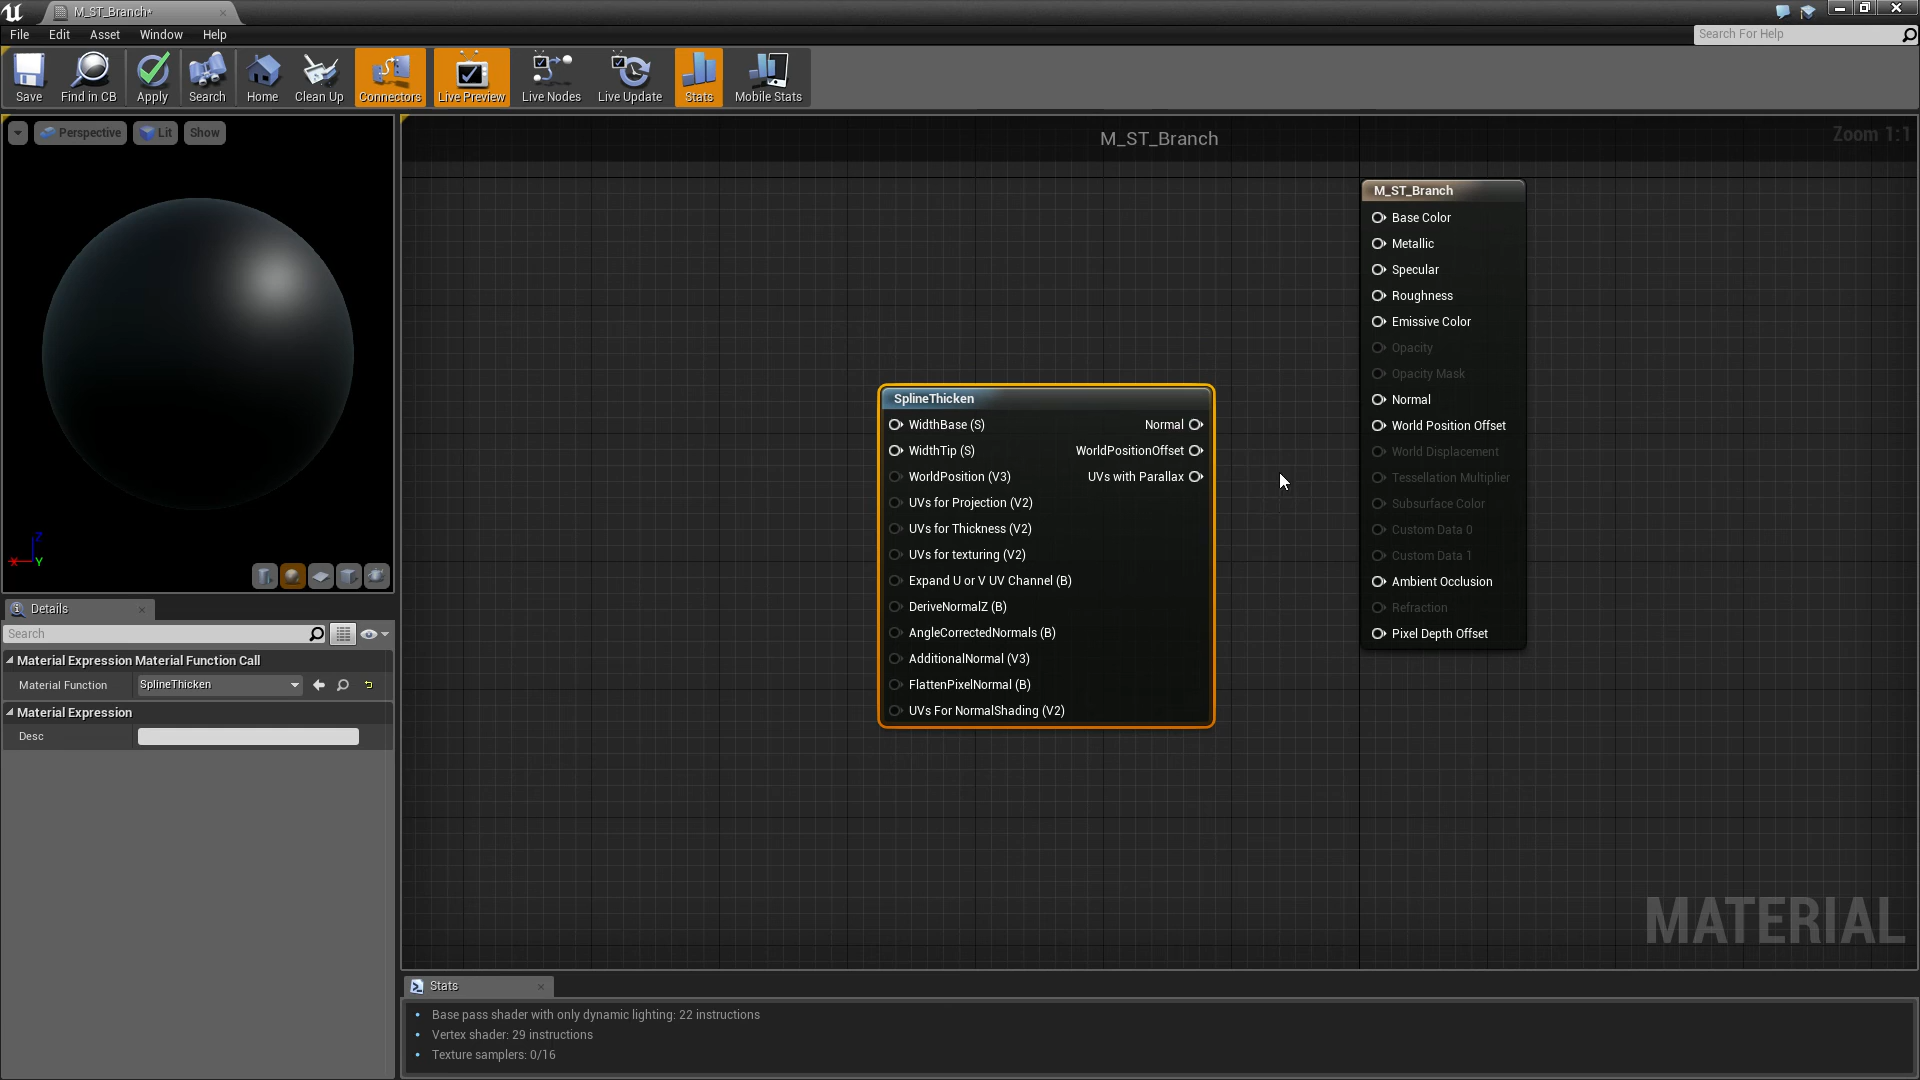 M_ST_Branch*
File Edit Asset Window Help
Search For Help
Save Find in CB Apply Search Home Clean Up Connectors Live Preview Live Nodes Live Update Stats Mobile Stats
Perspective Lit Show
M_ST_Branch
Zoom 1:1
M_ST_Branch
Base Color
Metallic
Specular
Roughness
Emissive Color
Opacity
Opacity Mask
Normal
World Position Offset
World Displacement
Tessellation Multiplier
Subsurface Color
Custom Data 0
Custom Data 1
Ambient Occlusion
Refraction
Pixel Depth Offset
SplineThicken
WidthBase (S) Normal
WidthTip (S) WorldPositionOffset
WorldPosition (V3) UVs with Parallax
UVs for Projection (V2)
UVs for Thickness (V2)
UVs for texturing (V2)
Expand U or V UV Channel (B)
DeriveNormalZ (B)
AngleCorrectedNormals (B)
AdditionalNormal (V3)
FlattenPixelNormal (B)
UVs For NormalShading (V2)
Z
X Y
Details
Search
Material Expression Material Function Call
Material Function SplineThicken
Material Expression
Desc
MATERIAL
Stats
• Base pass shader with only dynamic lighting: 22 instructions
• Vertex shader: 29 instructions
• Texture samplers: 0/16